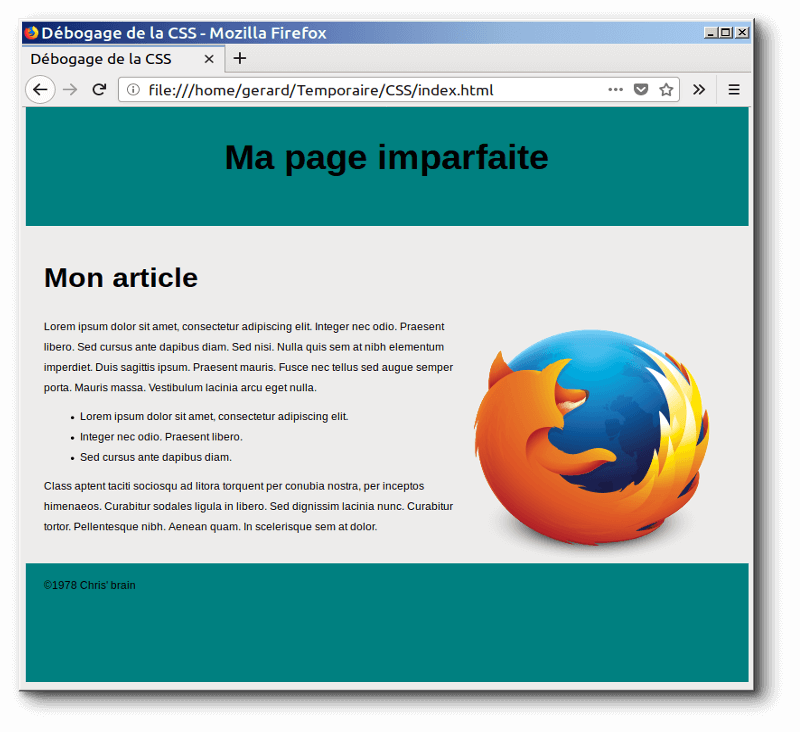 Débogage de la CSS - Mozilla Firefox
Débogage de la CSS
file:///home/gerard/Temporaire/CSS/index.html
Ma page imparfaite
Mon article
Lorem ipsum dolor sit amet, consectetur adipiscing elit. Integer nec odio. Praesent
libero. Sed cursus ante dapibus diam. Sed nisi. Nulla quis sem at nibh elementum
imperdiet. Duis sagittis ipsum. Praesent mauris. Fusce nec tellus sed augue semper
porta. Mauris massa. Vestibulum lacinia arcu eget nulla.
• Lorem ipsum dolor sit amet, consectetur adipiscing elit.
• Integer nec odio. Praesent libero.
• Sed cursus ante dapibus diam.
Class aptent taciti sociosqu ad litora torquent per conubia nostra, per inceptos
himenaeos. Curabitur sodales ligula in libero. Sed dignissim lacinia nunc. Curabitur
tortor. Pellentesque nibh. Aenean quam. In scelerisque sem at dolor.
©1978 Chris' brain